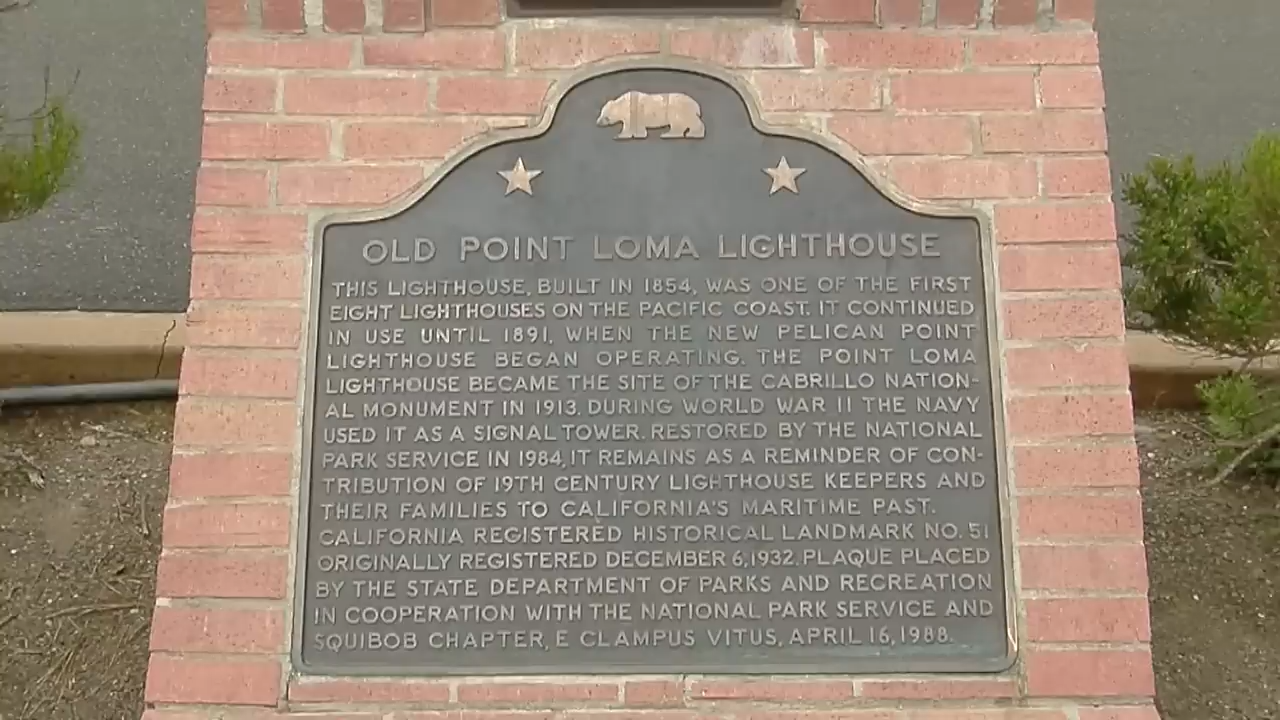 OLD POINT LOMA LIGHTHOUSE
THIS LIGHTHOUSE, BUILT IN 1854, WAS ONE OF THE FIRST
EIGHT LIGHTHOUSES ON THE PACIFIC COAST. IT CONTINUED
IN USE UNTIL 1891, WHEN THE NEW PELICAN POINT
LIGHTHOUSE BEGAN OPERATING. THE POINT LOMA
LIGHTHOUSE BECAME THE SITE OF THE CABRILLO NATION-
AL MONUMENT IN 1913. DURING WORLD WAR II THE NAVY
USED IT AS A SIGNAL TOWER. RESTORED BY THE NATIONAL
PARK SERVICE IN 1984, IT REMAINS AS A REMINDER OF CON-
TRIBUTION OF 19TH CENTURY LIGHTHOUSE KEEPERS AND
THEIR FAMILIES TO CALIFORNIA'S MARITIME PAST.
CALIFORNIA REGISTERED HISTORICAL LANDMARK NO. 51
ORIGINALLY REGISTERED DECEMBER 6, 1932. PLAQUE PLACED
BY THE STATE DEPARTMENT OF PARKS AND RECREATION
IN COOPERATION WITH THE NATIONAL PARK SERVICE AND
SQUIBOB CHAPTER, E CLAMPUS VITUS, APRIL 16, 1988.